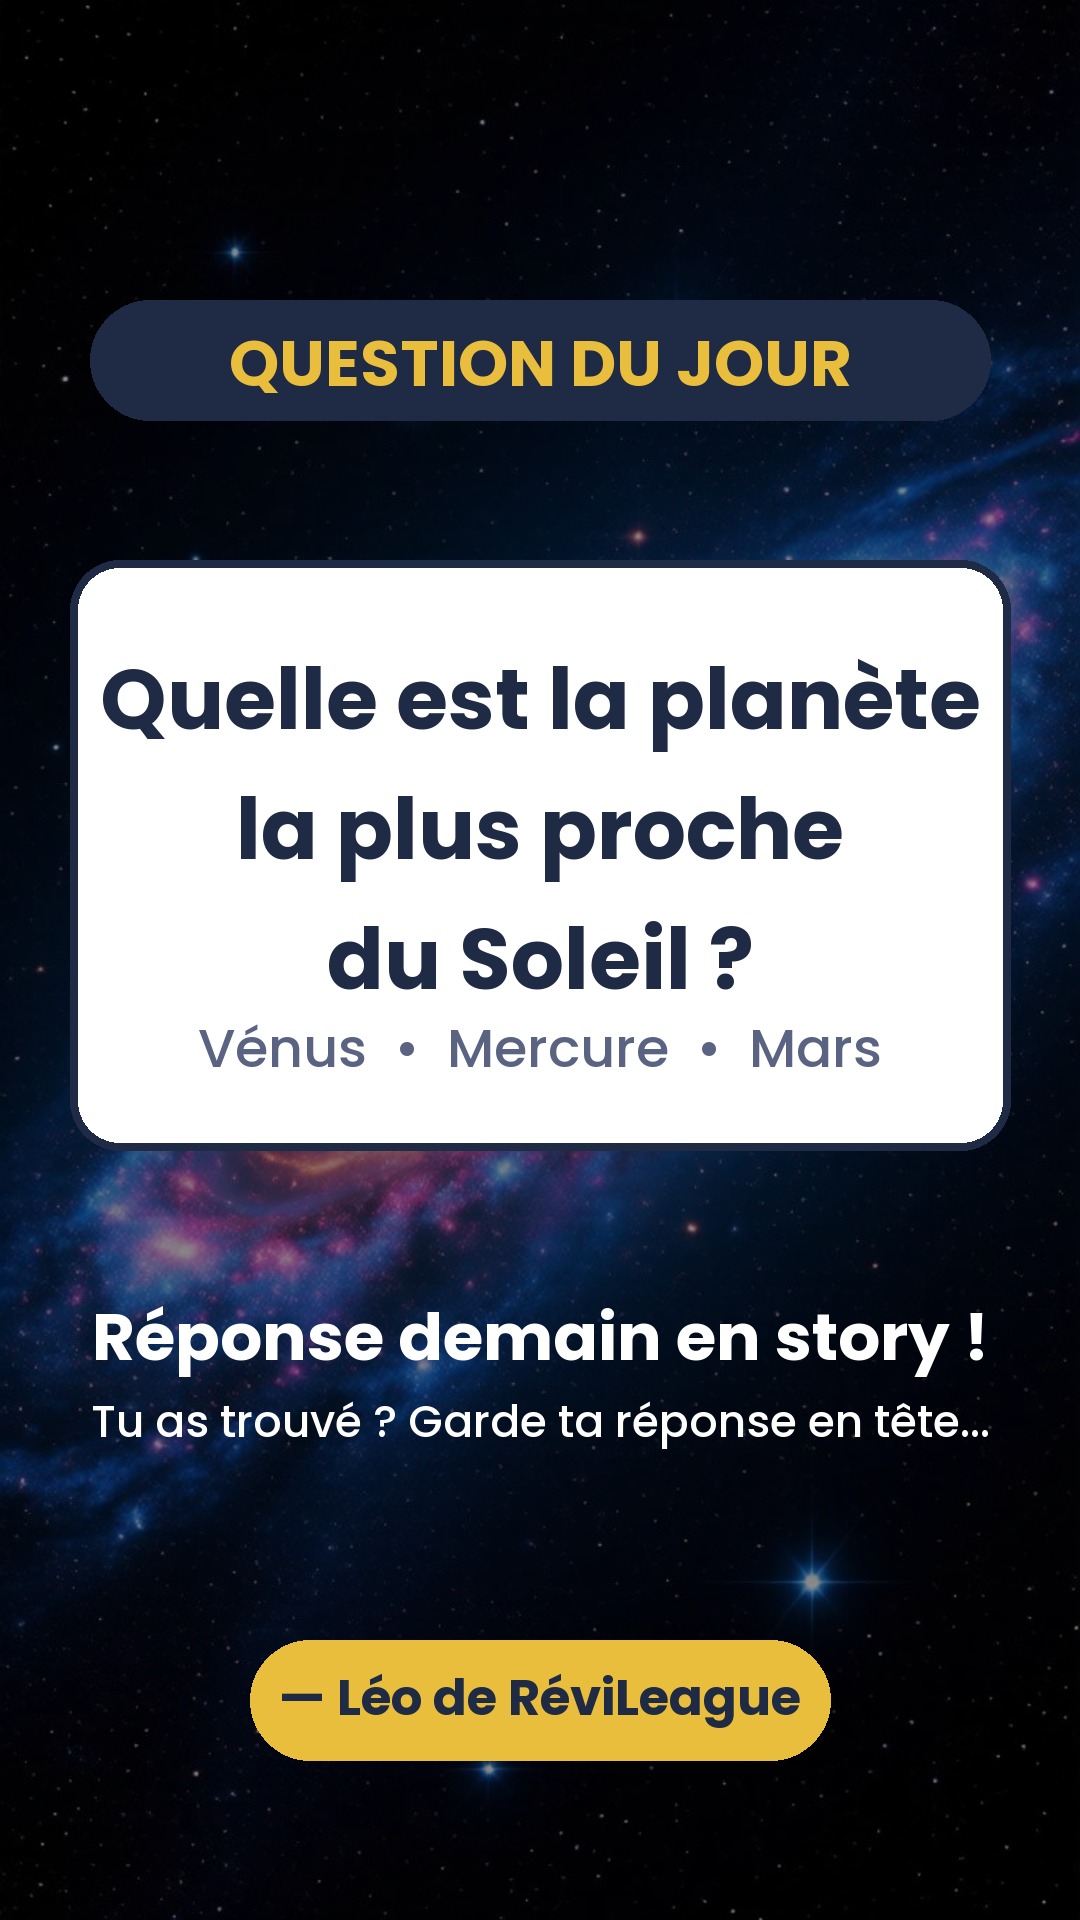 QUESTION DU JOUR
Quelle est la planète
la plus proche
du Soleil ?
Vénus • Mercure • Mars
Réponse demain en story !
Tu as trouvé ? Garde ta réponse en tête...
— Léo de RéviLeague